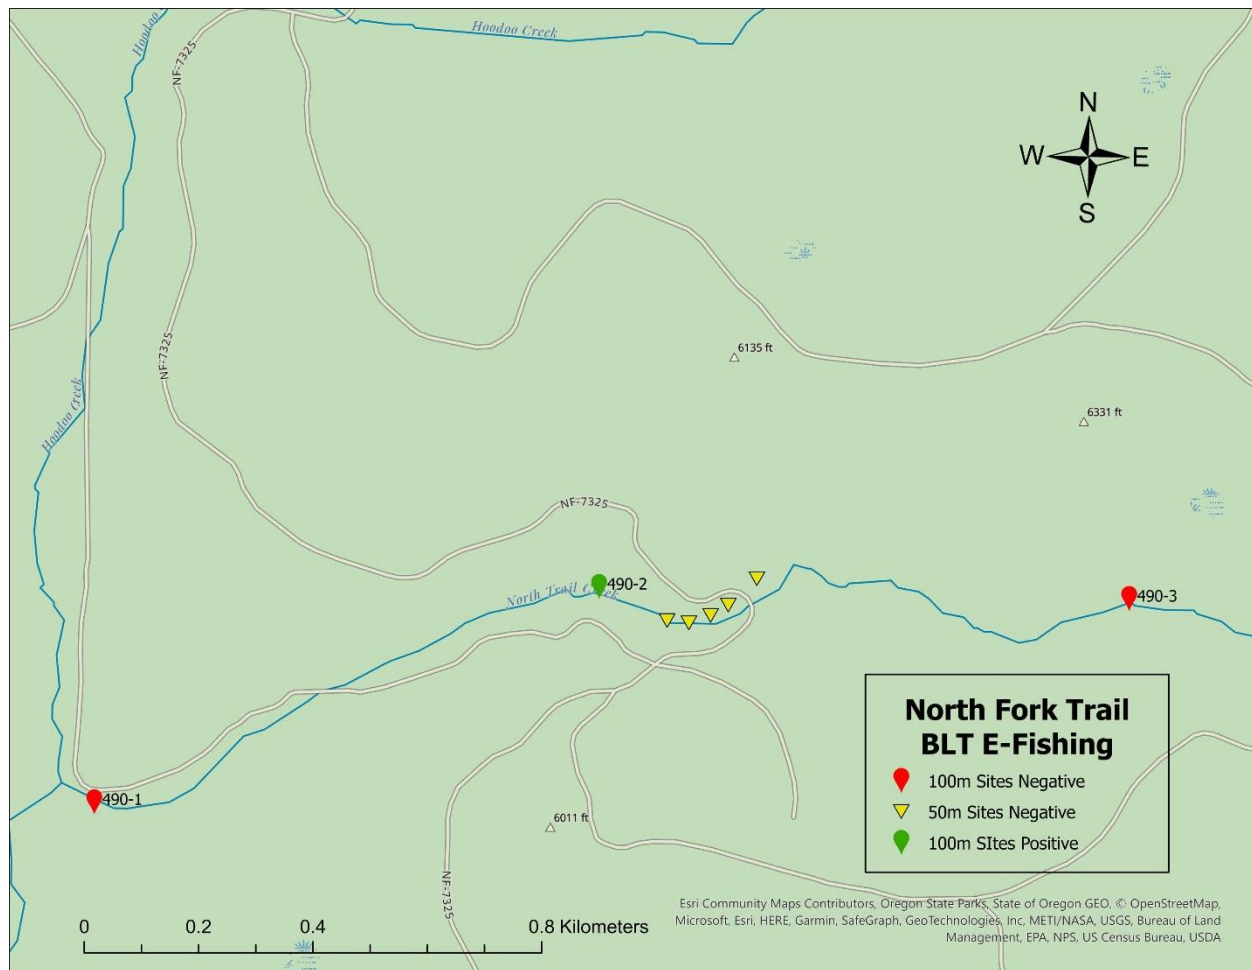 Hoodoo Creek
Hoodoo
NF-7325
N
W
E
S
6135 ft
NF-7325
6331 ft
Hoodoo Creek
NF-7325
490-2
North Trail Creek
490-3
490-1
6011 ft
NF-7325
North Fork Trail
BLT E-Fishing
100m Sites Negative
50m Sites Negative
100m SItes Positive
0 0.2 0.4 0.8 Kilometers
Esri Community Maps Contributors, Oregon State Parks, State of Oregon GEO, © OpenStreetMap,
Microsoft, Esri, HERE, Garmin, SafeGraph, GeoTechnologies, Inc, METI/NASA, USGS, Bureau of Land
Management, EPA, NPS, US Census Bureau, USDA